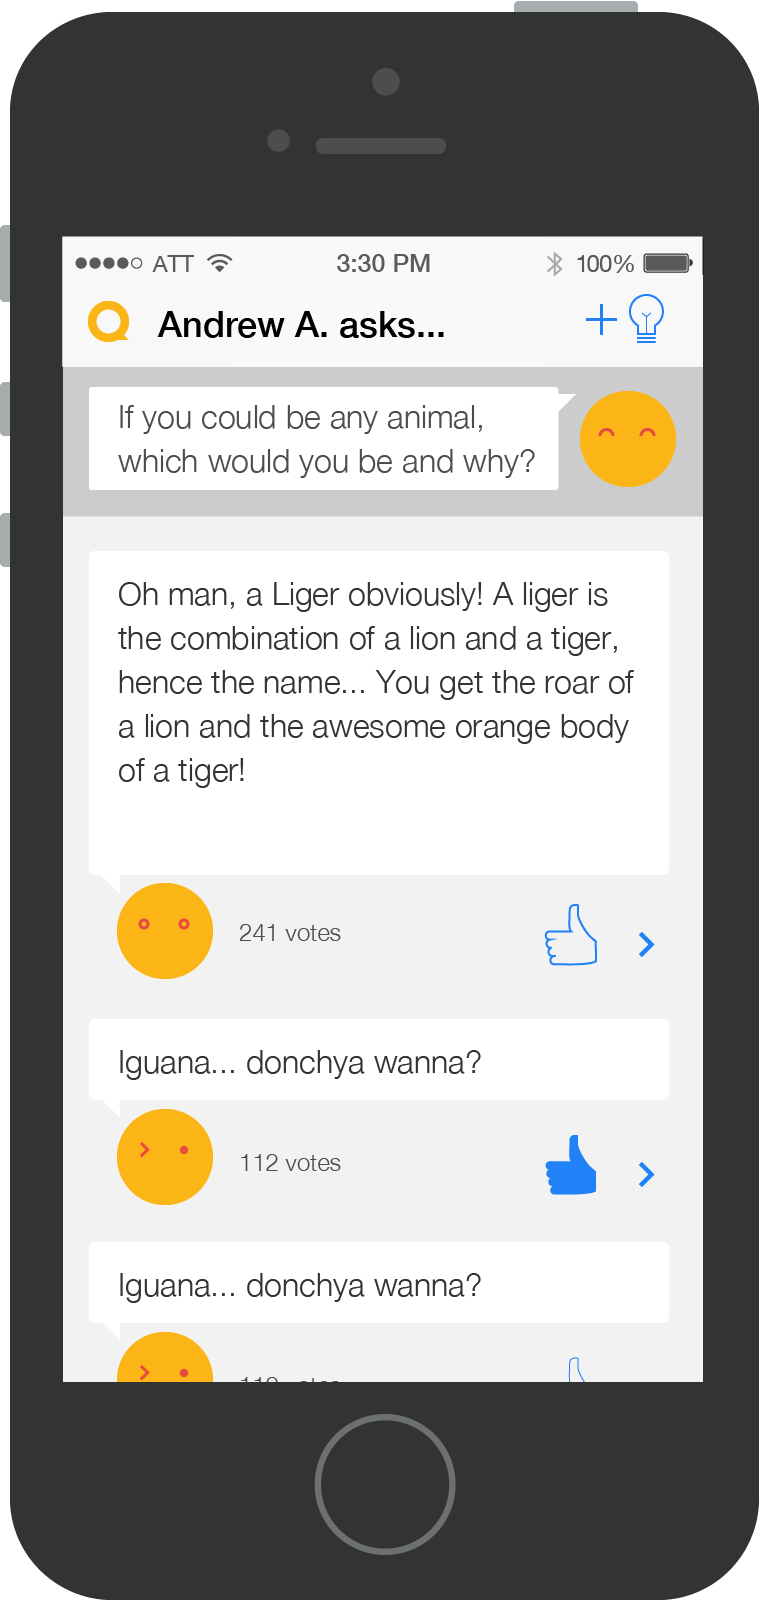 ATT 3:30 PM 100%
Andrew A. asks...
If you could be any animal,
which would you be and why?
Oh man, a Liger obviously! A liger is
the combination of a lion and a tiger,
hence the name... You get the roar of
a lion and the awesome orange body
of a tiger!
241 votes
Iguana... donchya wanna?
112 votes
Iguana... donchya wanna?